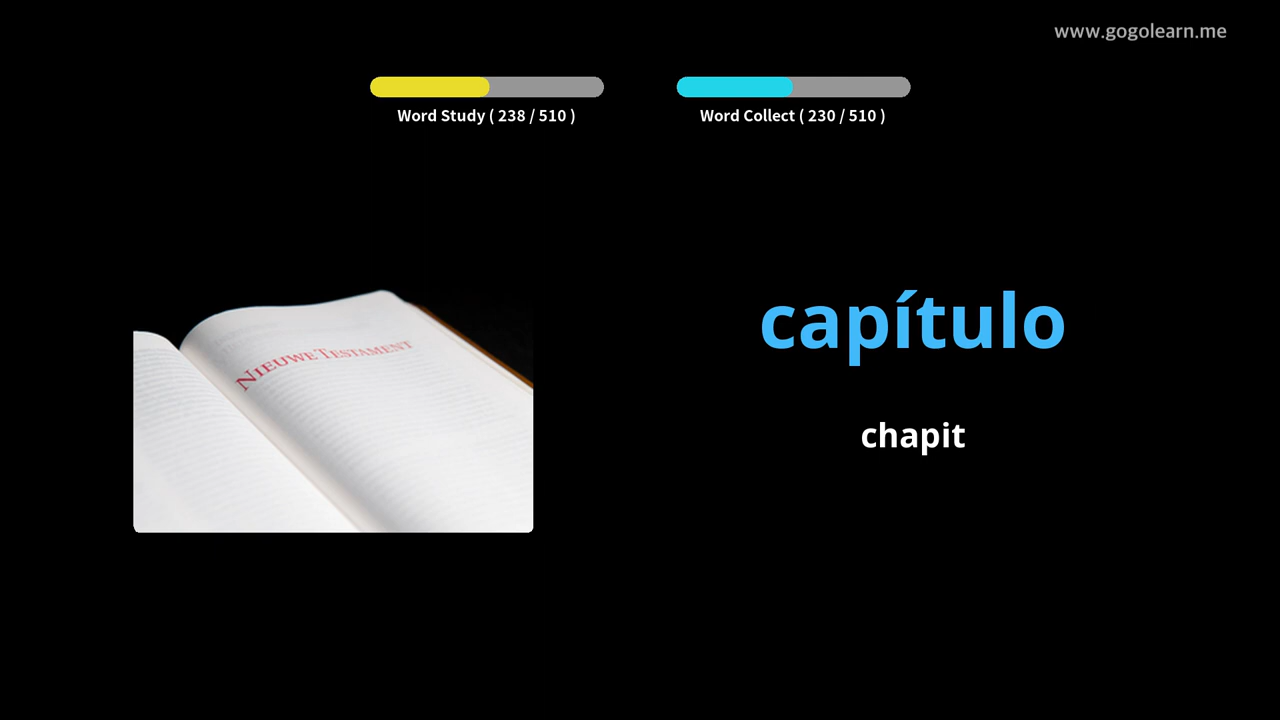 www.gogolearn.me
Word Study ( 238 / 510 )
Word Collect ( 230 / 510 )
NIEUWE TESTAMENT
capítulo
chapit